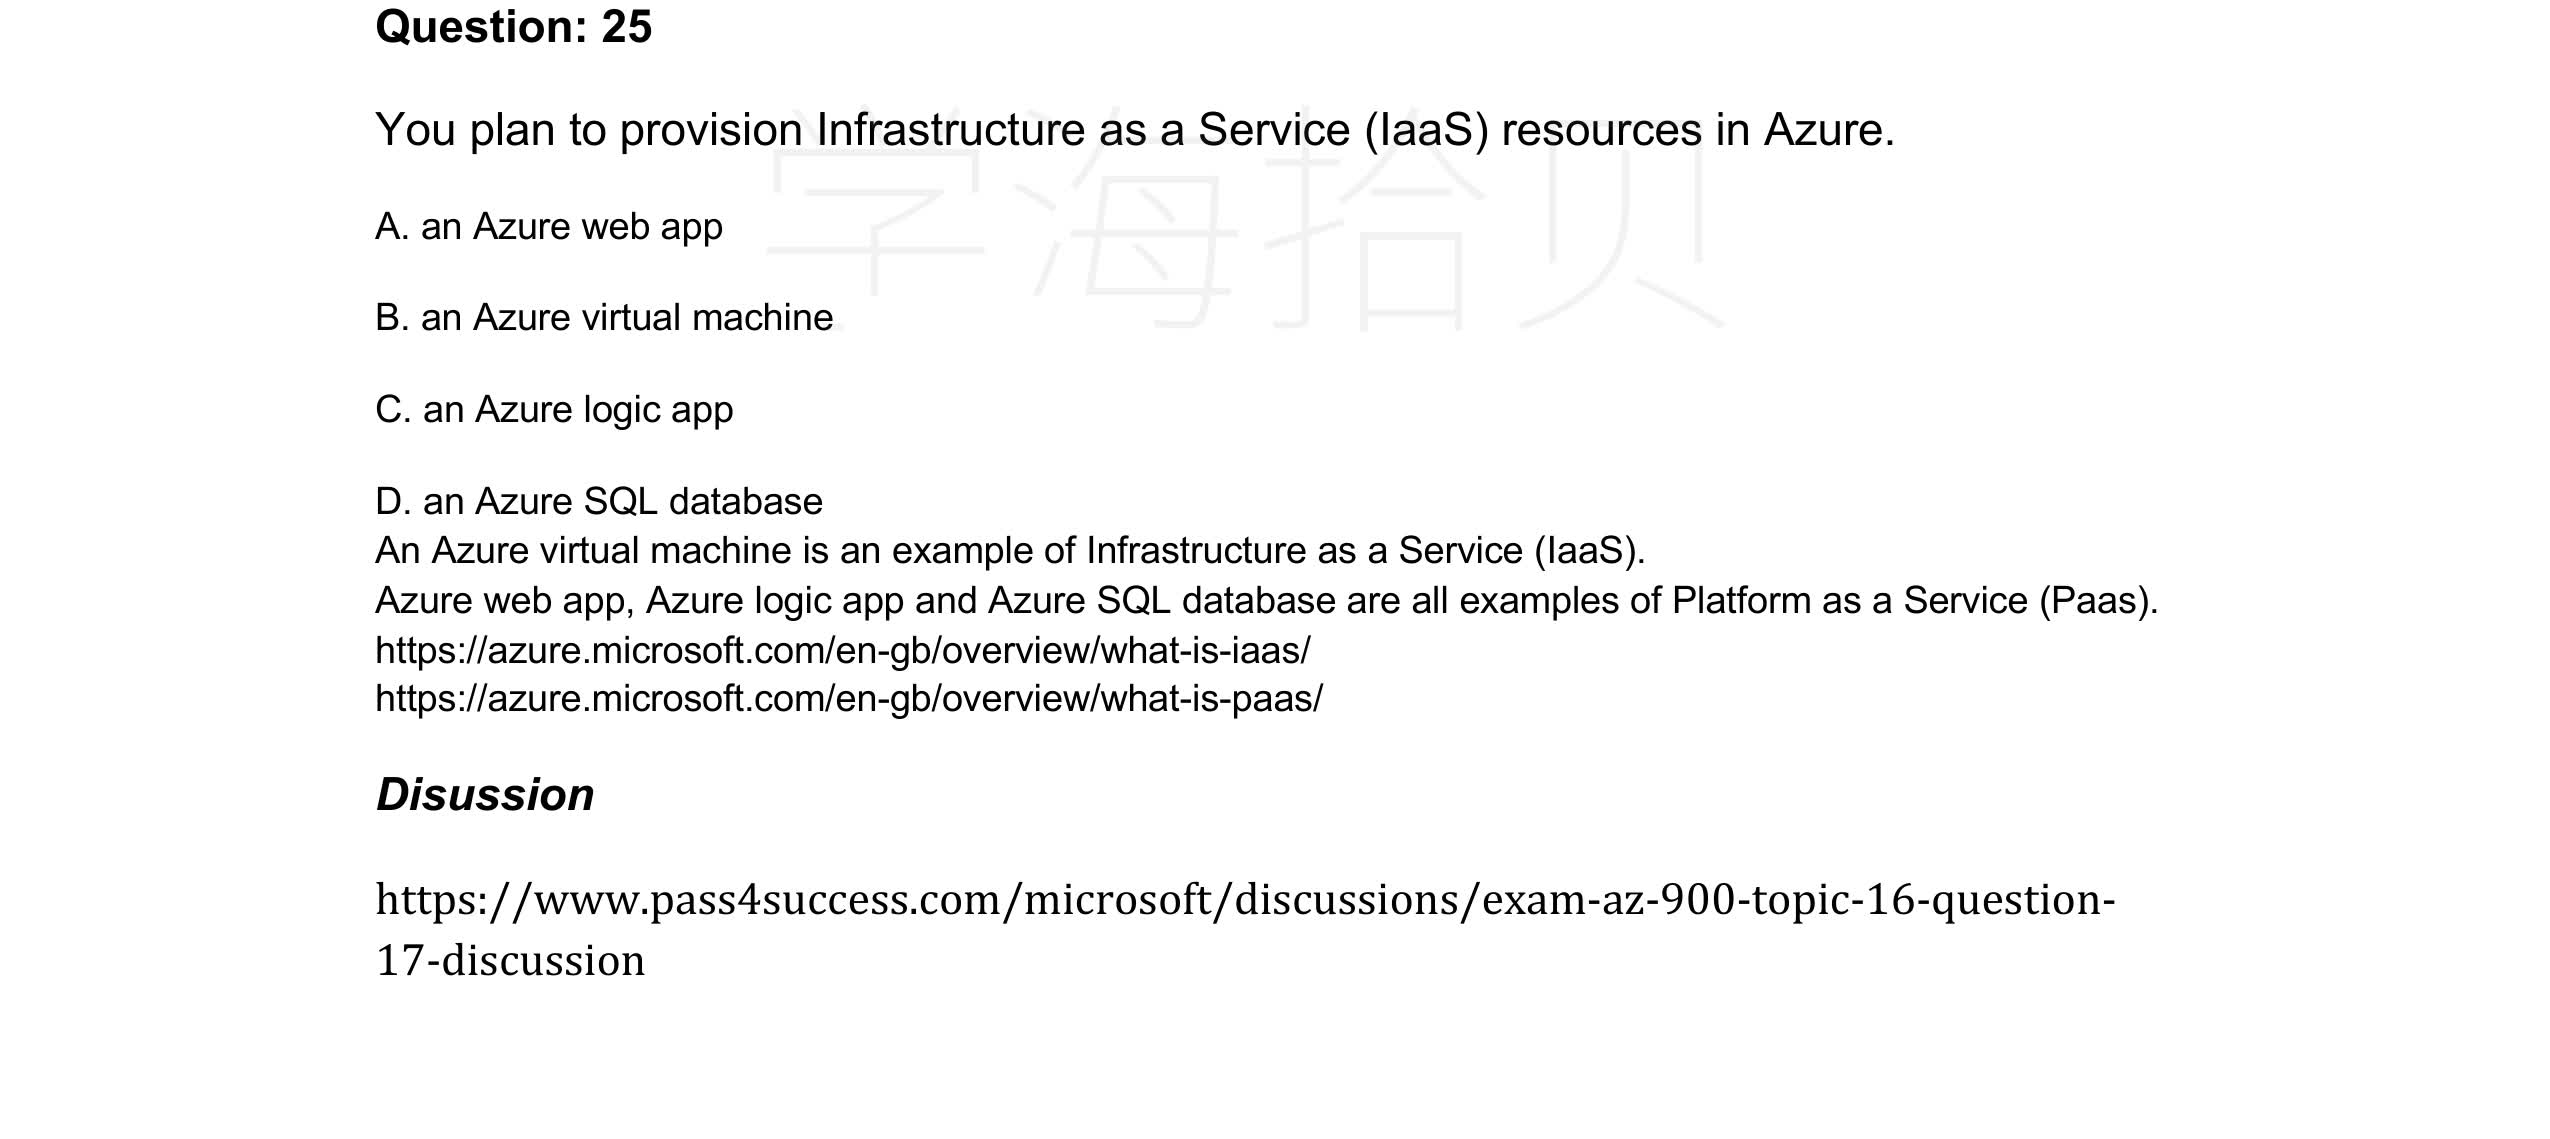 Question: 25
You plan to provision Infrastructure as a Service (IaaS) resources in Azure.
学海拾贝
A. an Azure web app
B. an Azure virtual machine
C. an Azure logic app
D. an Azure SQL database
An Azure virtual machine is an example of Infrastructure as a Service (IaaS).
Azure web app, Azure logic app and Azure SQL database are all examples of Platform as a Service (Paas).
https://azure.microsoft.com/en-gb/overview/what-is-iaas/
https://azure.microsoft.com/en-gb/overview/what-is-paas/
Disussion
https://www.pass4success.com/microsoft/discussions/exam-az-900-topic-16-question-
17-discussion